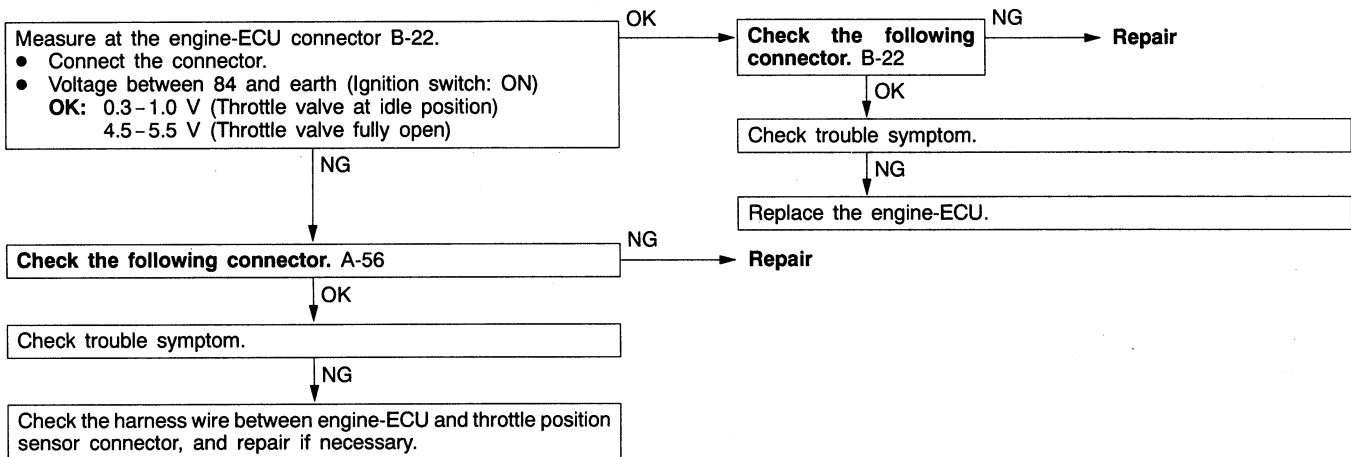 Measure at the engine-ECU connector B-22.
● Connect the connector.
● Voltage between 84 and earth (Ignition switch: ON)
OK: 0.3–1.0 V (Throttle valve at idle position)
4.5–5.5 V (Throttle valve fully open)
OK
Check the following
connector. B-22
NG
Repair
OK
Check trouble symptom.
NG
Replace the engine-ECU.
NG
Check the following connector. A-56
NG
Repair
OK
Check trouble symptom.
NG
Check the harness wire between engine-ECU and throttle position
sensor connector, and repair if necessary.